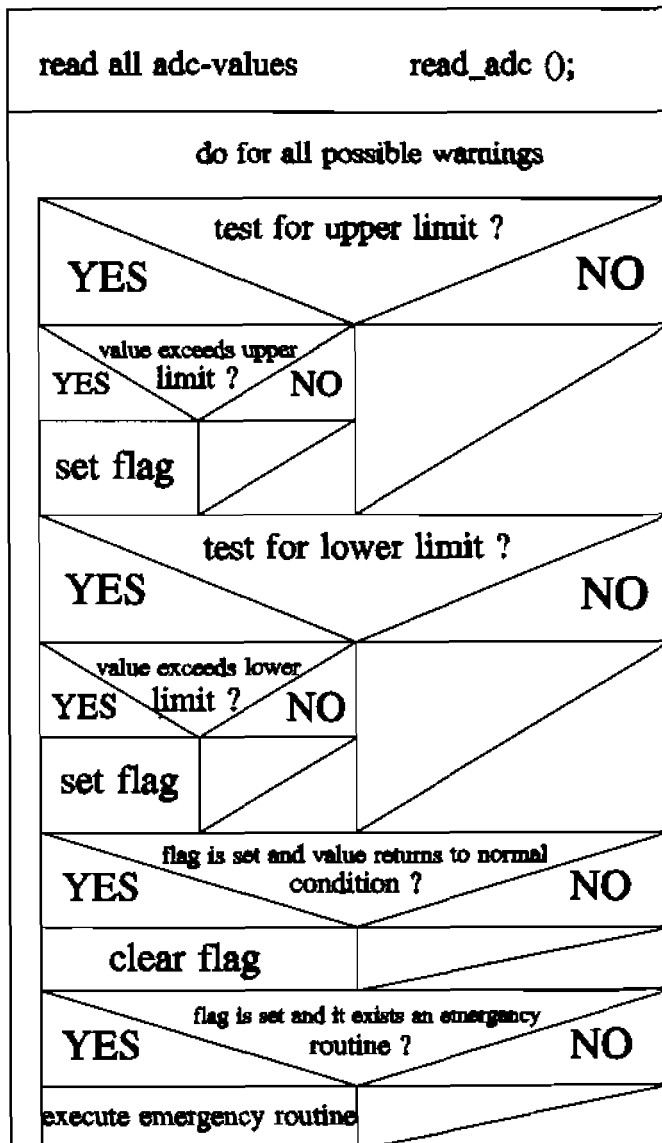 read all adc-values read_adc ();
do for all possible warnings
test for upper limit ?
YES NO
value exceeds upper
limit ?
YES NO
set flag
test for lower limit ?
YES NO
value exceeds lower
limit ?
YES NO
set flag
flag is set and value returns to normal
condition ?
YES NO
clear flag
flag is set and it exists an emergency
routine ?
YES NO
execute emergency routine